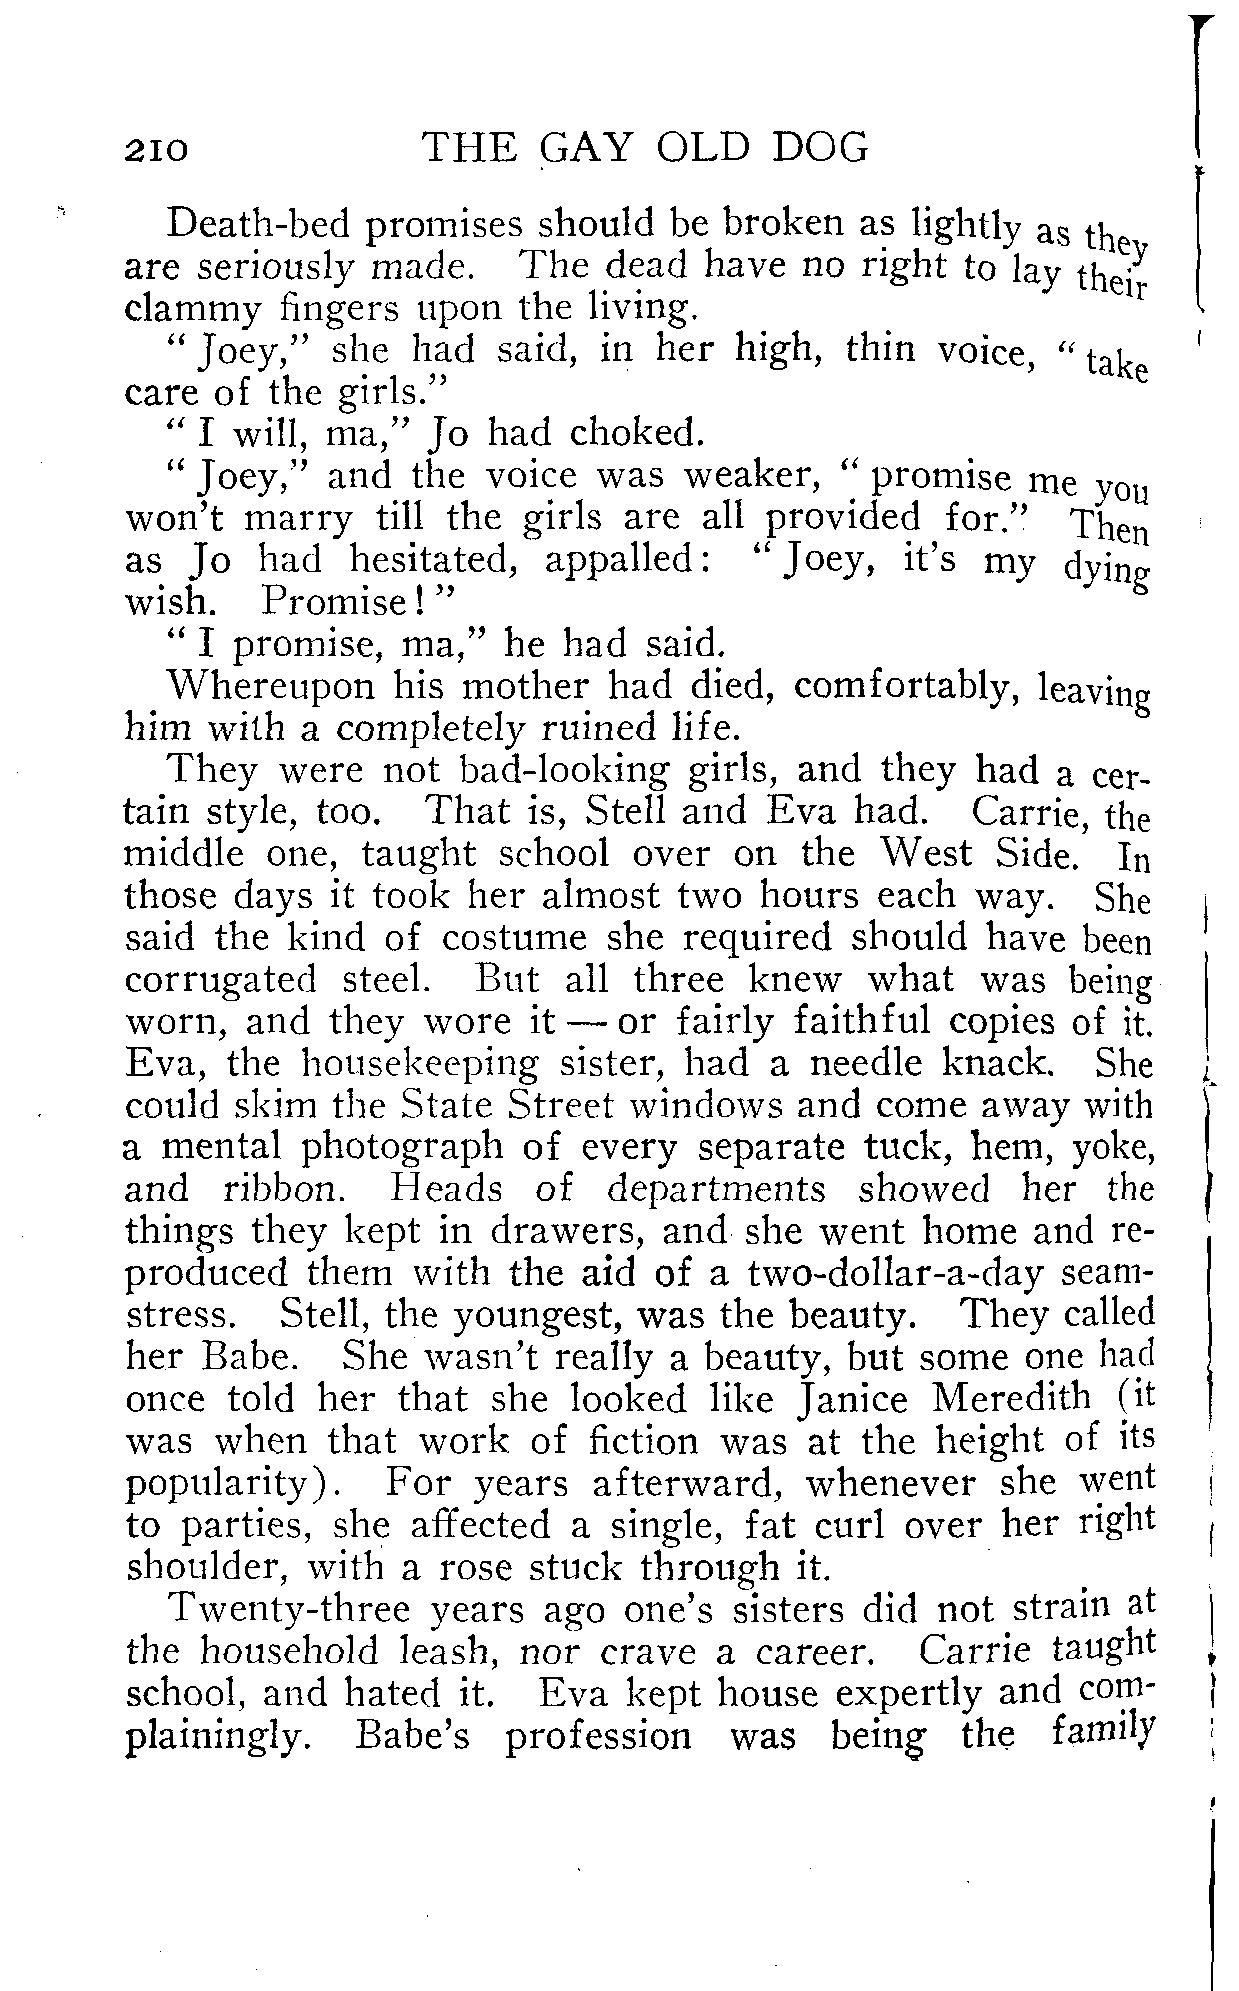 210 THE GAY OLD DOG
Death-bed promises should be broken as lightly as they
are seriously made. The dead have no right to lay their
clammy fingers upon the living.
" Joey," she had said, in her high, thin voice, " take
care of the girls."
" I will, ma," Jo had choked.
" Joey," and the voice was weaker, " promise me you
won't marry till the girls are all provided for." Then
as Jo had hesitated, appalled: " Joey, it's my dying
wish. Promise! "
" I promise, ma," he had said.
Whereupon his mother had died, comfortably, leaving
him with a completely ruined life.
They were not bad-looking girls, and they had a cer-
tain style, too. That is, Stell and Eva had. Carrie, the
middle one, taught school over on the West Side. In
those days it took her almost two hours each way. She
said the kind of costume she required should have been
corrugated steel. But all three knew what was being
worn, and they wore it — or fairly faithful copies of it.
Eva, the housekeeping sister, had a needle knack. She
could skim the State Street windows and come away with
a mental photograph of every separate tuck, hem, yoke,
and ribbon. Heads of departments showed her the
things they kept in drawers, and she went home and re-
produced them with the aid of a two-dollar-a-day seam-
stress. Stell, the youngest, was the beauty. They called
her Babe. She wasn't really a beauty, but some one had
once told her that she looked like Janice Meredith (it
was when that work of fiction was at the height of its
popularity). For years afterward, whenever she went
to parties, she affected a single, fat curl over her right
shoulder, with a rose stuck through it.
Twenty-three years ago one's sisters did not strain at
the household leash, nor crave a career. Carrie taught
school, and hated it. Eva kept house expertly and com-
plainingly. Babe's profession was being the family